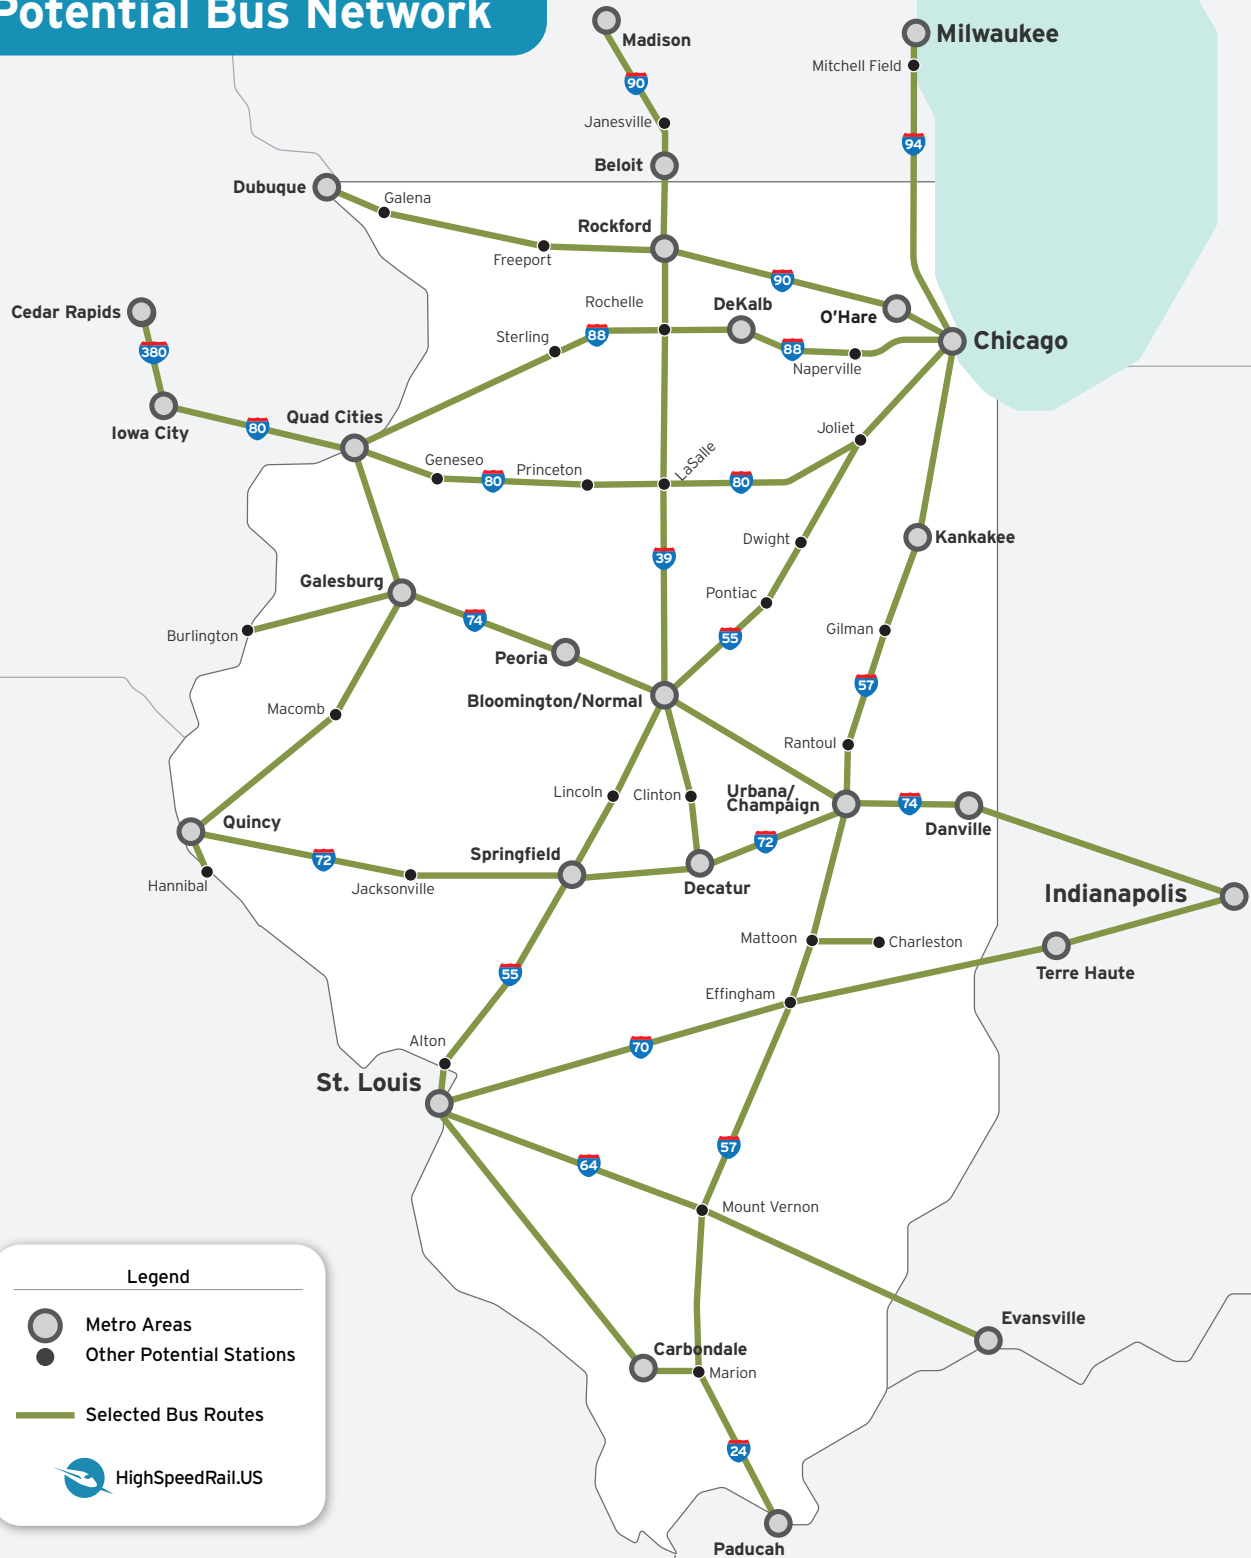 Potential Bus Network
Madison
Milwaukee
Mitchell Field
90
Janesville
94
Beloit
Dubuque
Galena
Rockford
Freeport
90
Cedar Rapids
Rochelle
DeKalb
O'Hare
Sterling
88
88
Chicago
380
Naperville
Iowa City
80
Quad Cities
Joliet
Geneseo
80
Princeton
LaSalle
80
Dwight
Kankakee
39
Galesburg
Pontiac
Burlington
74
55
Gilman
Peoria
57
Bloomington/Normal
Macomb
Rantoul
Lincoln
Clinton
Urbana/
Champaign
74
Danville
Quincy
72
72
Springfield
Hannibal
Jacksonville
Decatur
Indianapolis
Mattoon
Charleston
55
Terre Haute
Effingham
Alton
70
St. Louis
57
64
Mount Vernon
Legend
Metro Areas
Other Potential Stations
Selected Bus Routes
HighSpeedRail.US
Evansville
Carbondale
Marion
24
Paducah